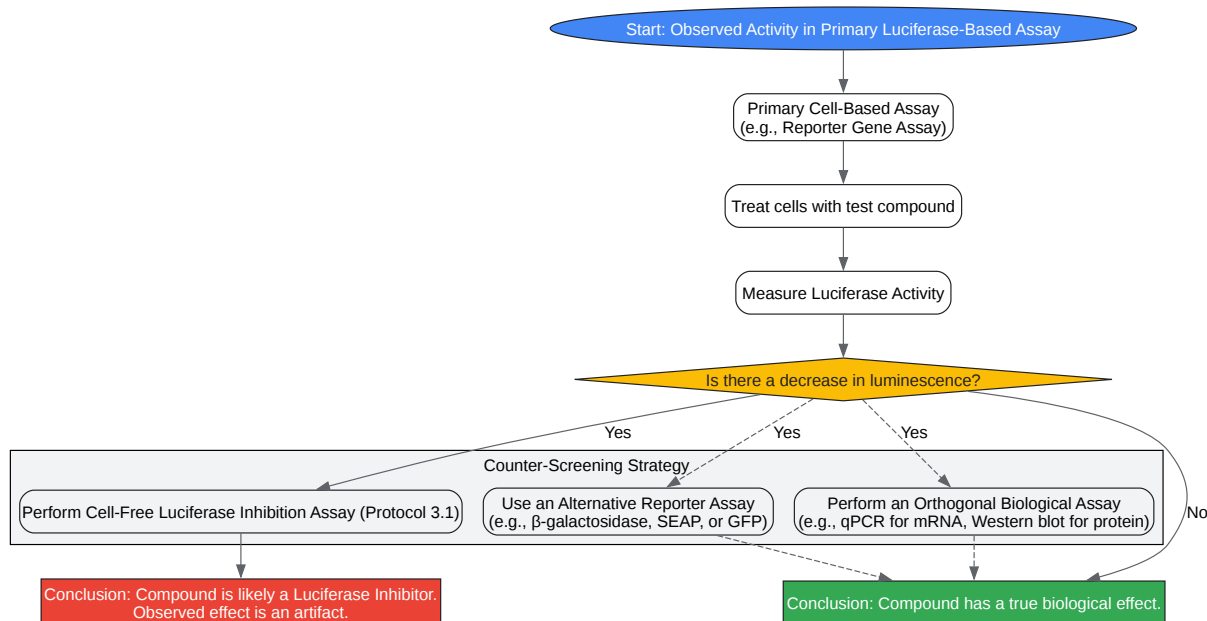 Start: Observed Activity in Primary Luciferase-Based Assay
Primary Cell-Based Assay
(e.g., Reporter Gene Assay)
Treat cells with test compound
Measure Luciferase Activity
Is there a decrease in luminescence?
Yes
Yes
Yes
No
Counter-Screening Strategy
Perform Cell-Free Luciferase Inhibition Assay (Protocol 3.1)
Use an Alternative Reporter Assay
(e.g., β-galactosidase, SEAP, or GFP)
Perform an Orthogonal Biological Assay
(e.g., qPCR for mRNA, Western blot for protein)
Conclusion: Compound is likely a Luciferase Inhibitor.
Observed effect is an artifact.
Conclusion: Compound has a true biological effect.